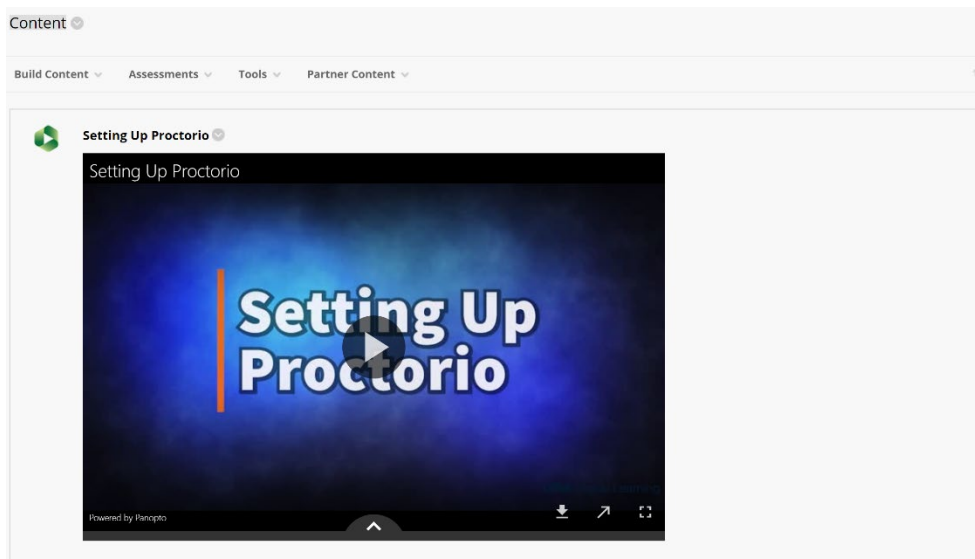 Content
Build Content Assessments Tools Partner Content
Setting Up Proctorio
Setting Up Proctorio
Setting Up
Proctorio
Powered by Panopto